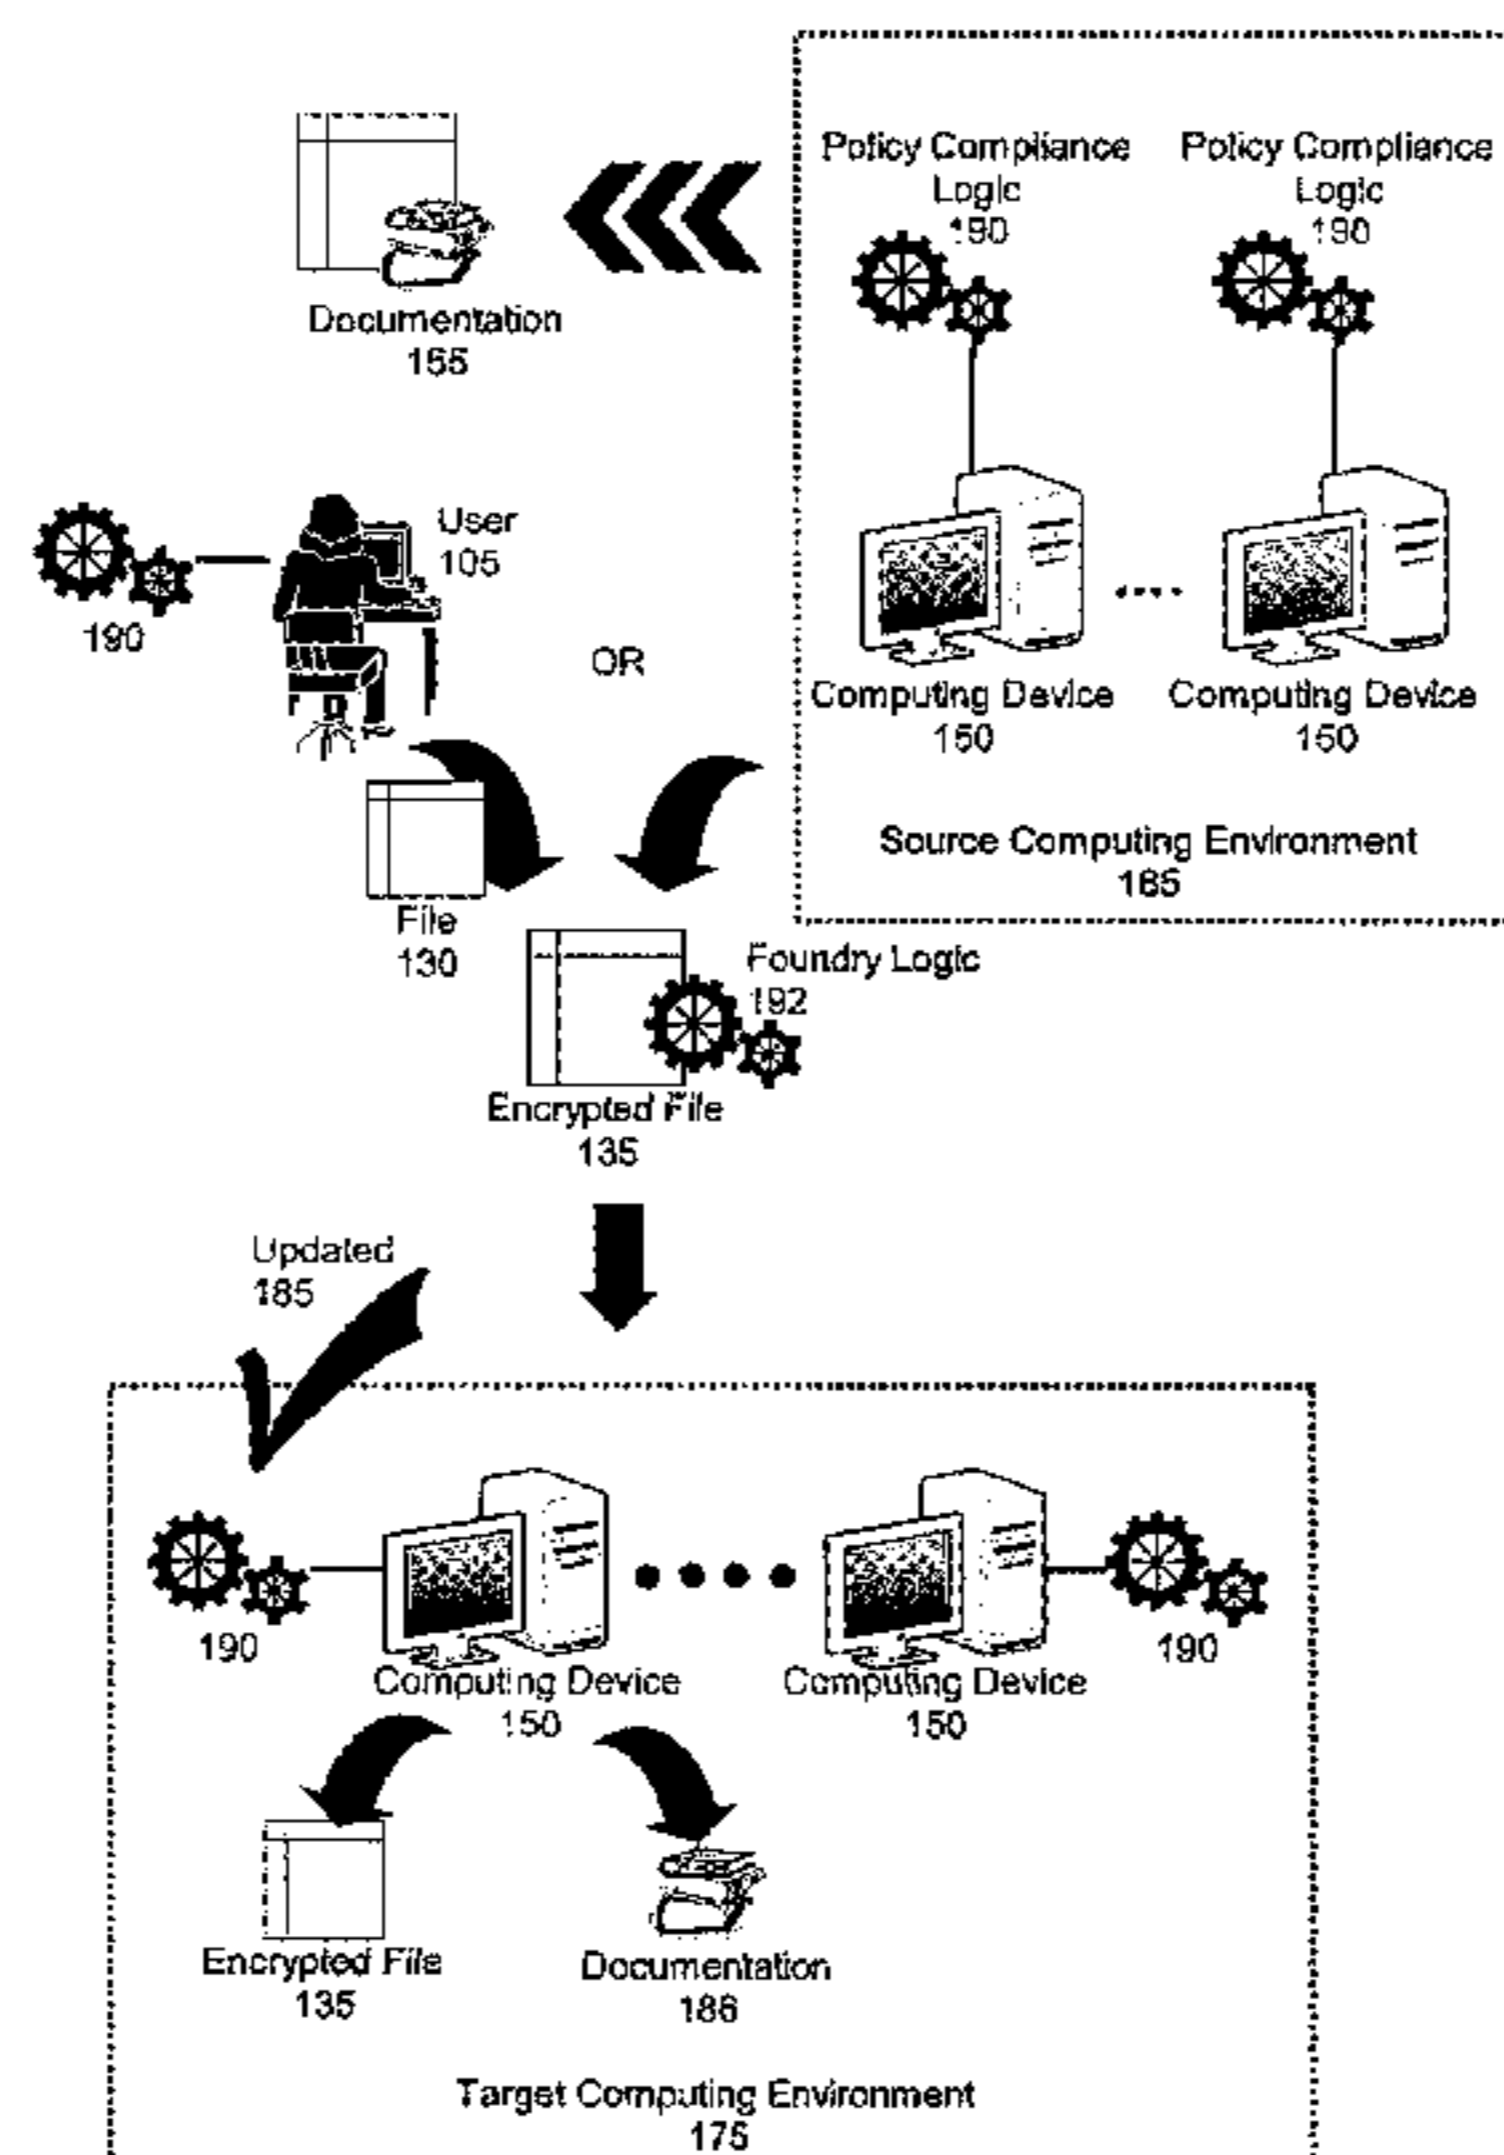 Policy Compliance
Logic
190
Policy Compliance
Logic
190
Documentation
155
User
105
190
OR
Computing Device
150
Computing Device
150
Source Computing Environment
165
File
130
Foundry Logic
192
Encrypted File
135
Updated
185
190
Computing Device
150
Computing Device
150
190
Encrypted File
135
Documentation
186
Target Computing Environment
175